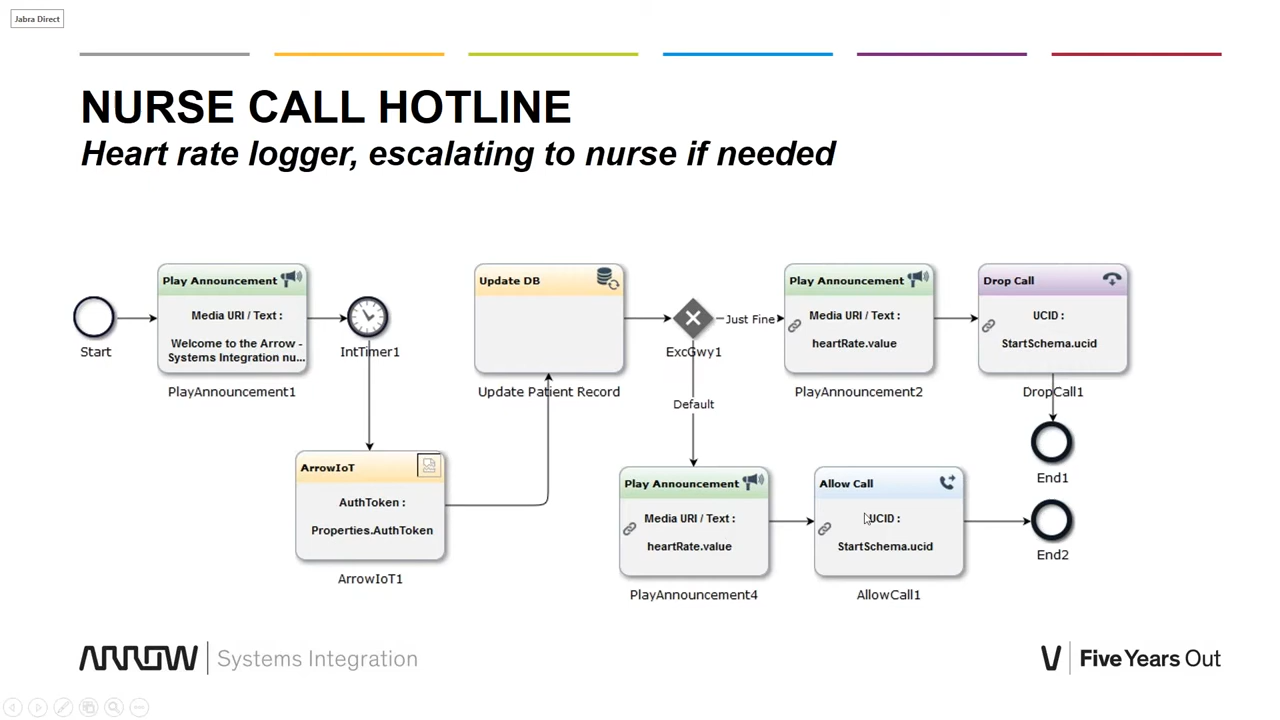 Jabra Direct
NURSE CALL HOTLINE
Heart rate logger, escalating to nurse if needed
Start
Play Announcement
Media URI / Text :
Welcome to the Arrow -
Systems Integration nu...
PlayAnnouncement1
IntTimer1
ArrowIoT
AuthToken :
Properties.AuthToken
ArrowIoT1
Update DB
Update Patient Record
ExcGwy1
Just Fine
Default
Play Announcement
Media URI / Text :
heartRate.value
PlayAnnouncement2
Drop Call
UCID :
StartSchema.ucid
DropCall1
End1
Play Announcement
Media URI / Text :
heartRate.value
PlayAnnouncement4
Allow Call
UCID :
StartSchema.ucid
AllowCall1
End2
ARROW Systems Integration
Five Years Out